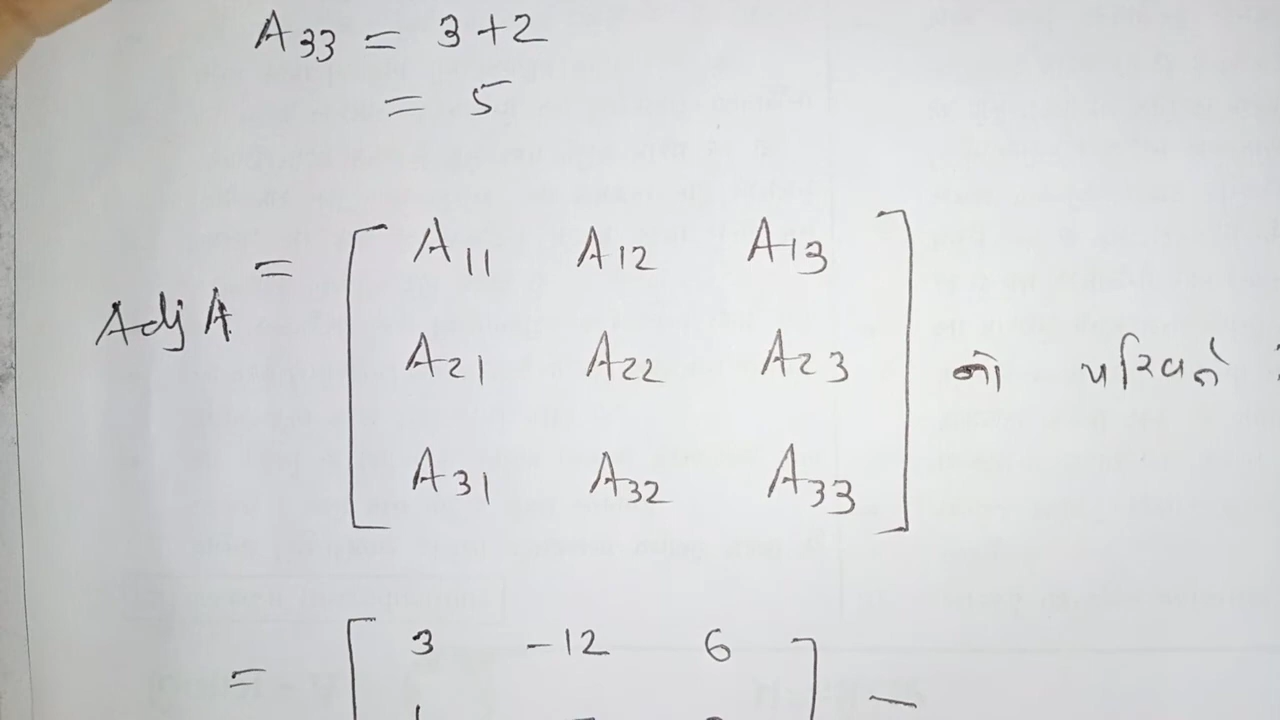 A33 = 3+2
= 5
Adj A = [ A11 A12 A13
A21 A22 A23
A31 A32 A33 ] નો પરિવર્ત
= [ 3 -12 6 ] –